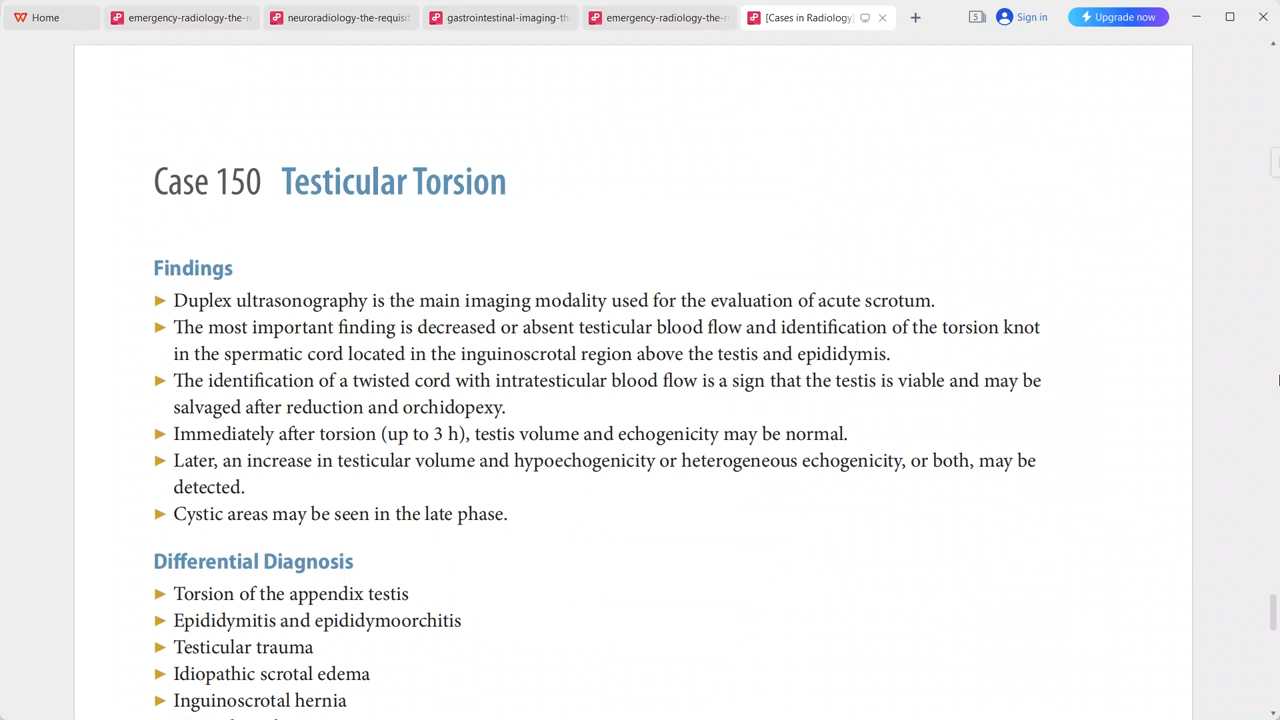 Home
emergency-radiology-the-r
neuroradiology-the-requisit
gastrointestinal-imaging-th
emergency-radiology-the-r
[Cases in Radiology]
5
Sign in
Upgrade now
Case 150 Testicular Torsion
Findings
► Duplex ultrasonography is the main imaging modality used for the evaluation of acute scrotum.
► The most important finding is decreased or absent testicular blood flow and identification of the torsion knot
in the spermatic cord located in the inguinoscrotal region above the testis and epididymis.
► The identification of a twisted cord with intratesticular blood flow is a sign that the testis is viable and may be
salvaged after reduction and orchidopexy.
► Immediately after torsion (up to 3 h), testis volume and echogenicity may be normal.
► Later, an increase in testicular volume and hypoechogenicity or heterogeneous echogenicity, or both, may be
detected.
► Cystic areas may be seen in the late phase.
Differential Diagnosis
► Torsion of the appendix testis
► Epididymitis and epididymoorchitis
► Testicular trauma
► Idiopathic scrotal edema
► Inguinoscrotal hernia